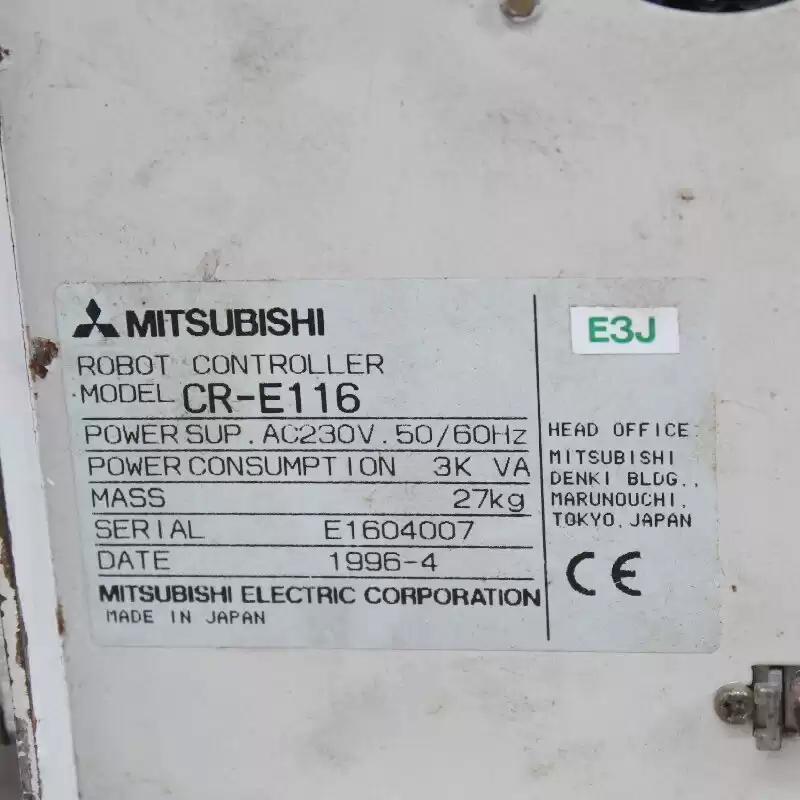 MITSUBISHI
ROBOT CONTROLLER
MODEL CR-E116
POWER SUP. AC230V. 50/60Hz
POWER CONSUMPTION 3K VA
MASS 27kg
SERIAL E1604007
DATE 1996-4
MITSUBISHI ELECTRIC CORPORATION
MADE IN JAPAN
E3J
HEAD OFFICE:
MITSUBISHI
DENKI BLDG.,
MARUNOUCHI,
TOKYO, JAPAN
CE